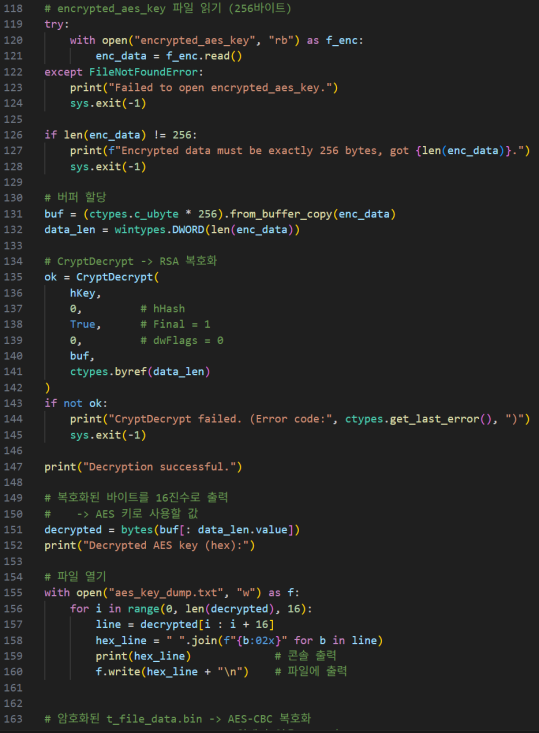 118 # encrypted_aes_key 파일 읽기 (256바이트)
119 try:
120     with open("encrypted_aes_key", "rb") as f_enc:
121         enc_data = f_enc.read()
122 except FileNotFoundError:
123     print("Failed to open encrypted_aes_key.")
124     sys.exit(-1)
125
126 if len(enc_data) != 256:
127     print(f"Encrypted data must be exactly 256 bytes, got {len(enc_data)}.")
128     sys.exit(-1)
129
130 # 버퍼 할당
131 buf = (ctypes.c_ubyte * 256).from_buffer_copy(enc_data)
132 data_len = wintypes.DWORD(len(enc_data))
133
134 # CryptDecrypt -> RSA 복호화
135 ok = CryptDecrypt(
136     hKey,
137     0,         # hHash
138     True,      # Final = 1
139     0,         # dwFlags = 0
140     buf,
141     ctypes.byref(data_len)
142 )
143 if not ok:
144     print("CryptDecrypt failed. (Error code:", ctypes.get_last_error(), ")")
145     sys.exit(-1)
146
147 print("Decryption successful.")
148
149 # 복호화된 바이트를 16진수로 출력
150 #   -> AES 키로 사용할 값
151 decrypted = bytes(buf[: data_len.value])
152 print("Decrypted AES key (hex):")
153
154 # 파일 열기
155 with open("aes_key_dump.txt", "w") as f:
156     for i in range(0, len(decrypted), 16):
157         line = decrypted[i : i + 16]
158         hex_line = " ".join(f"{b:02x}" for b in line)
159         print(hex_line)             # 콘솔 출력
160         f.write(hex_line + "\n")    # 파일에 출력
161
162
163 # 암호화된 t_file_data.bin -> AES-CBC 복호화